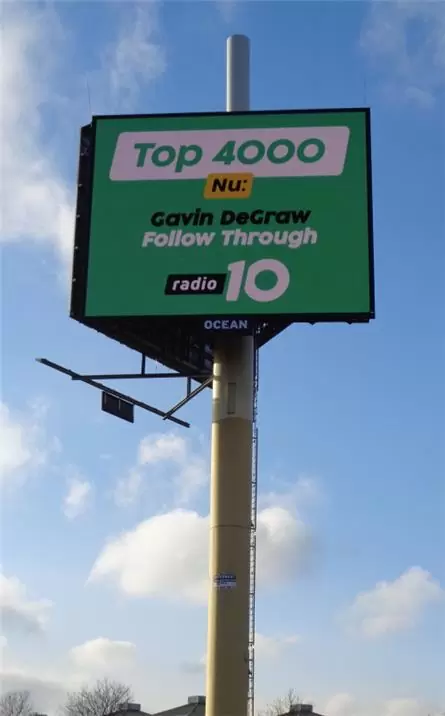 Top 4000
Nu:
Gavin DeGraw
Follow Through
radio 10
OCEAN